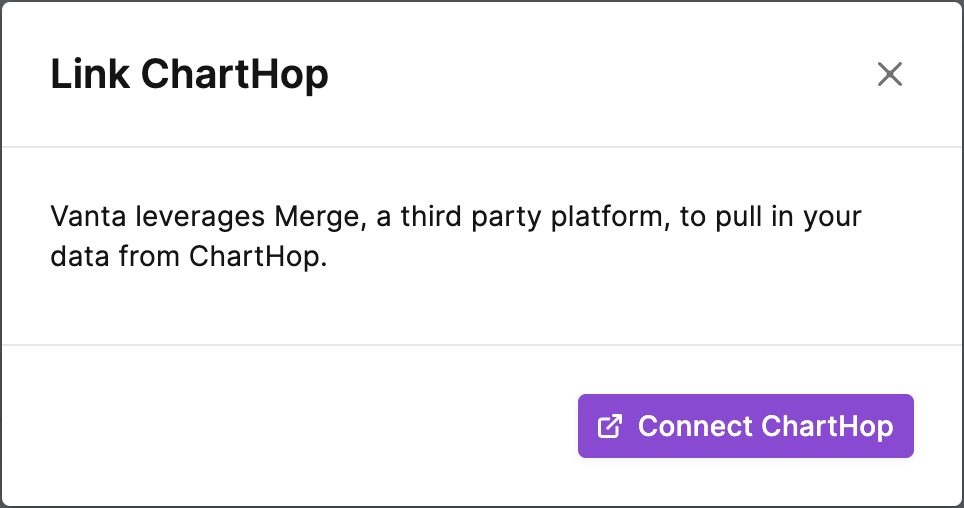 Link ChartHop
Vanta leverages Merge, a third party platform, to pull in your
data from ChartHop.
Connect ChartHop